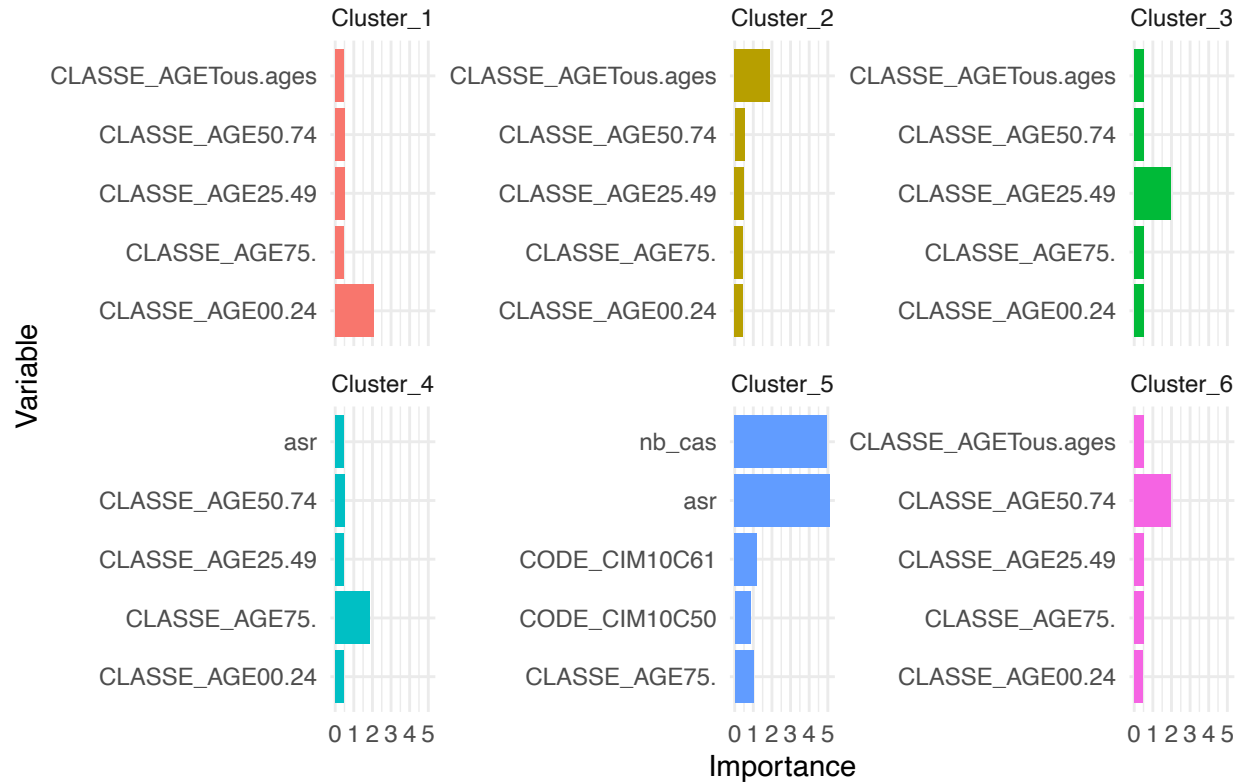 Cluster_1
CLASSE_AGETous.ages
CLASSE_AGE50.74
CLASSE_AGE25.49
CLASSE_AGE75.
CLASSE_AGE00.24
Cluster_2
CLASSE_AGETous.ages
CLASSE_AGE50.74
CLASSE_AGE25.49
CLASSE_AGE75.
CLASSE_AGE00.24
Cluster_3
CLASSE_AGETous.ages
CLASSE_AGE50.74
CLASSE_AGE25.49
CLASSE_AGE75.
CLASSE_AGE00.24
Variable
Cluster_4
asr
CLASSE_AGE50.74
CLASSE_AGE25.49
CLASSE_AGE75.
CLASSE_AGE00.24
0 1 2 3 4 5
Cluster_5
nb_cas
asr
CODE_CIM10C61
CODE_CIM10C50
CLASSE_AGE75.
0 1 2 3 4 5
Cluster_6
CLASSE_AGETous.ages
CLASSE_AGE50.74
CLASSE_AGE25.49
CLASSE_AGE75.
CLASSE_AGE00.24
0 1 2 3 4 5
Importance